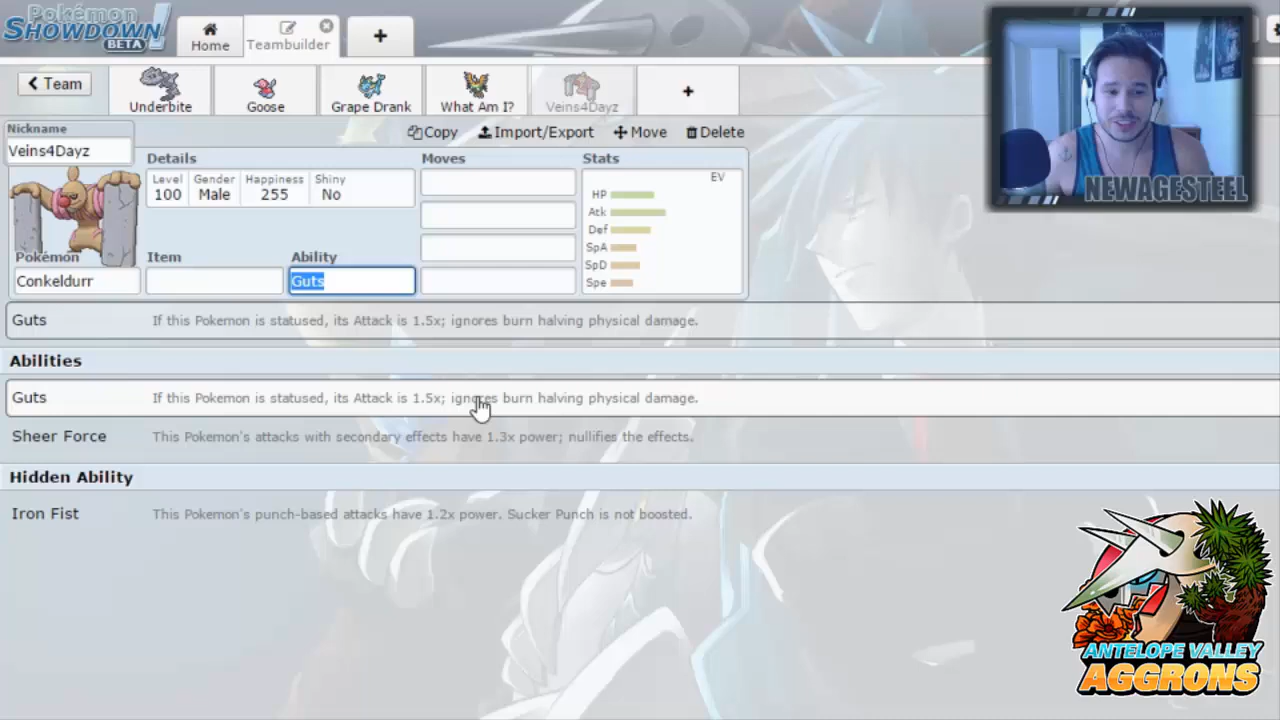 Pokémon
SHOWDOWN!
BETA
Home
Teambuilder
Team
Underbite
Goose
Grape Drank
What Am I?
Veins4Dayz
Copy Import/Export Move Delete
Nickname
Veins4Dayz
Details
Moves
Stats
Level Gender Happiness Shiny
100 Male 255 No
EV
HP
Atk
Def
SpA
SpD
Spe
Pokémon Item Ability
Conkeldurr Guts
Guts If this Pokemon is statused, its Attack is 1.5x; ignores burn halving physical damage.
Abilities
Guts If this Pokemon is statused, its Attack is 1.5x; ignores burn halving physical damage.
Sheer Force This Pokemon's attacks with secondary effects have 1.3x power; nullifies the effects.
Hidden Ability
Iron Fist This Pokemon's punch-based attacks have 1.2x power. Sucker Punch is not boosted.
NEWAGESTEEL
ANTELOPE VALLEY
AGGRONS